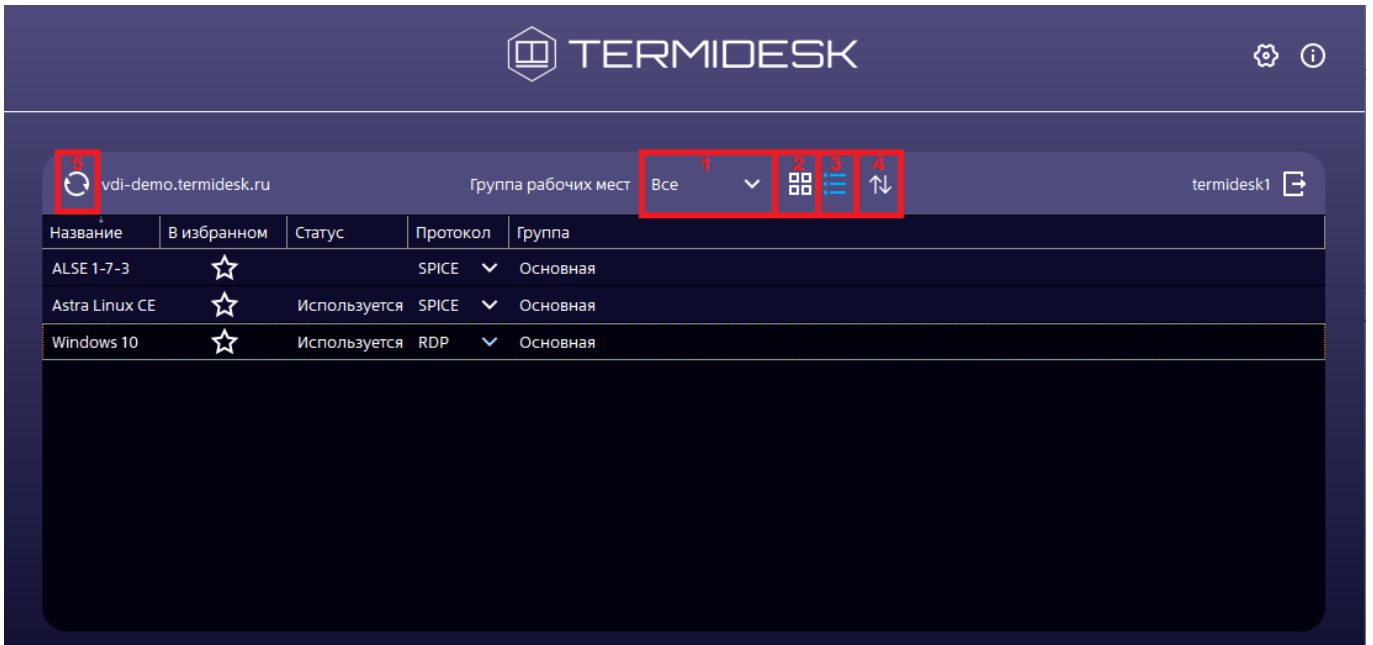 TERMIDESK
5 1 2 3 4
vdi-demo.termidesk.ru Группа рабочих мест Все termidesk1
Название В избранном Статус Протокол Группа
ALSE 1-7-3 SPICE Основная
Astra Linux CE Используется SPICE Основная
Windows 10 Используется RDP Основная